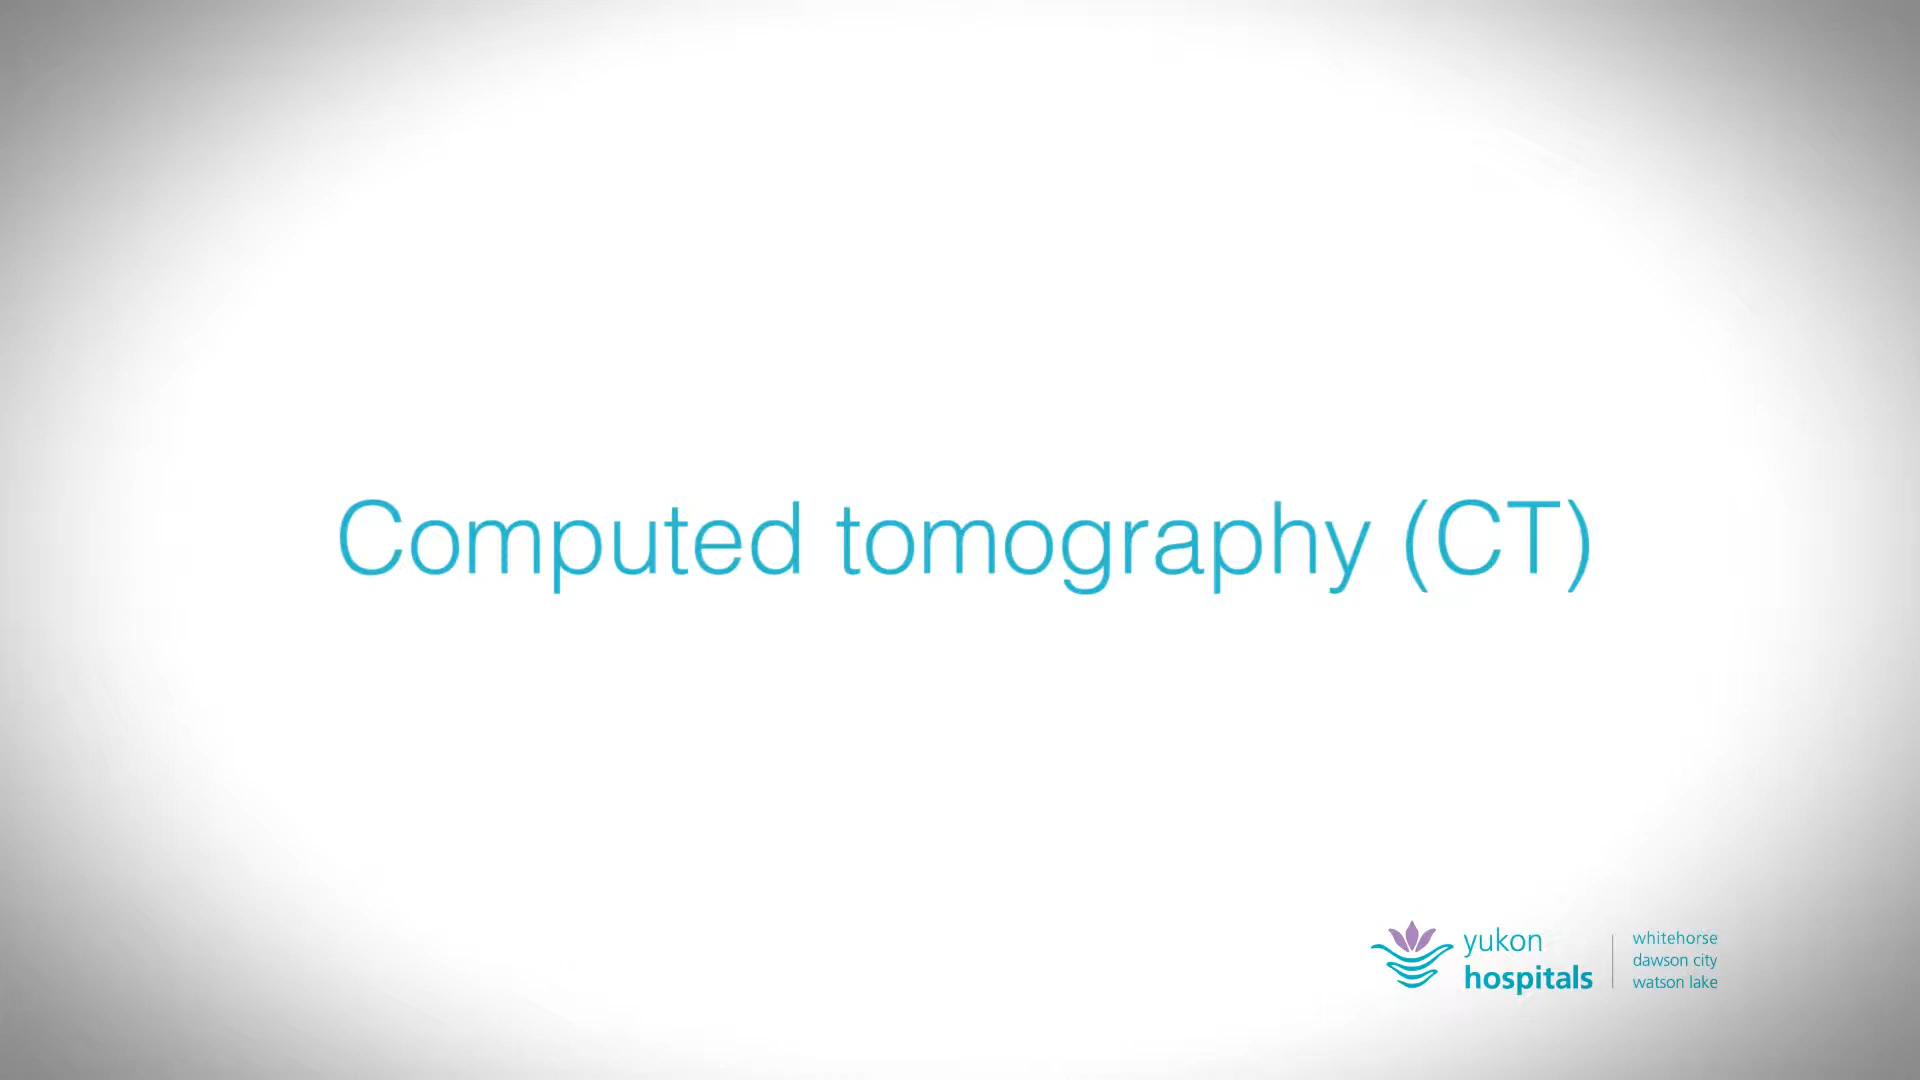 Computed tomography (CT)
yukon
hospitals
whitehorse
dawson city
watson lake